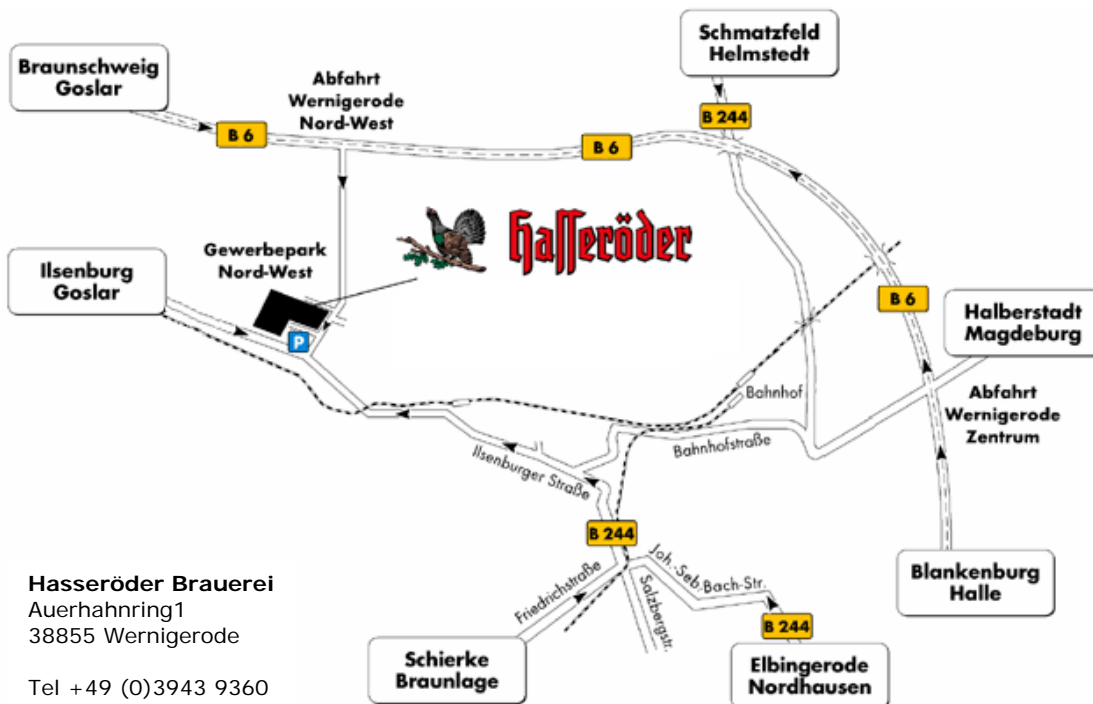 Schmatzfeld
Helmstedt
Braunschweig
Goslar
Abfahrt
Wernigerode
Nord-West
B 244
B 6
B 6
Hasseröder
Gewerbepark
Nord-West
Ilsenburg
Goslar
B 6
Halberstadt
Magdeburg
P
Bahnhof
Abfahrt
Wernigerode
Zentrum
Bahnhofstraße
Ilsenburger Straße
B 244
Joh.-Seb.-Bach-Str.
Friedrichstraße
Salzbergstr.
Blankenburg
Halle
B 244
Schierke
Braunlage
Elbingerode
Nordhausen
Hasseröder Brauerei
Auerhahnring1
38855 Wernigerode
Tel +49 (0)3943 9360